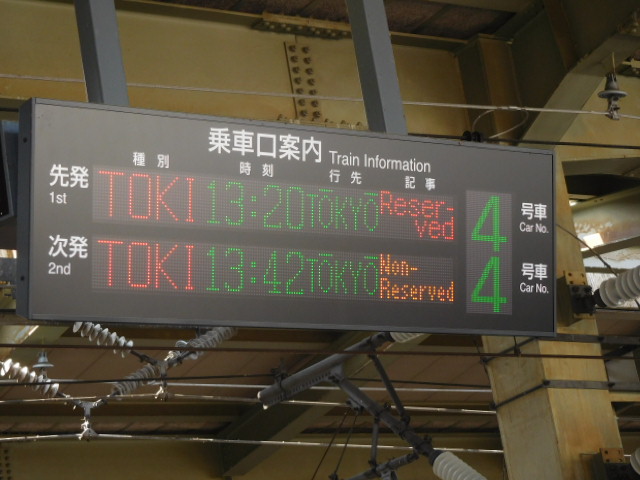 乗車口案内 Train Information
種別 時刻 行先 記事
先発 TOKI 13:20 TŌKYŌ Reser- 4 号車
1st ved Car No.
次発 TOKI 13:42 TŌKYŌ Non- 4 号車
2nd Reserved Car No.